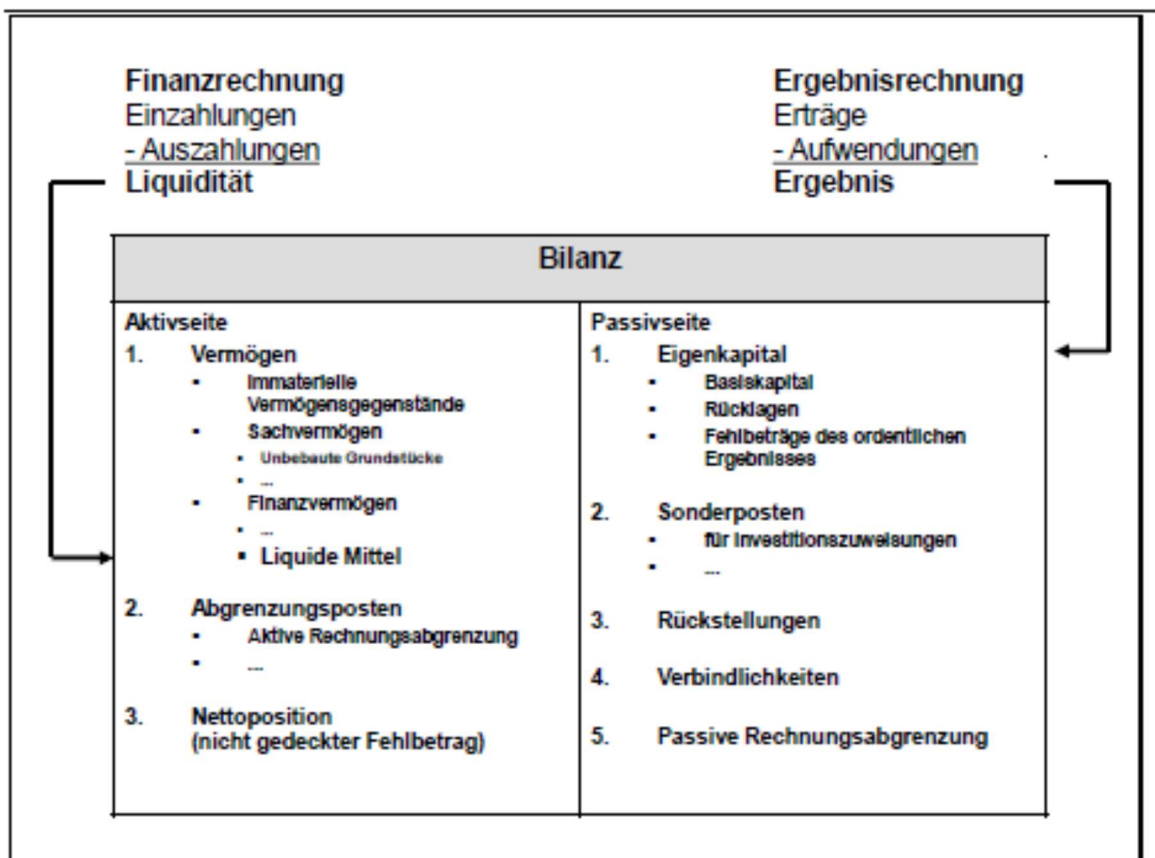 Finanzrechnung
Einzahlungen
- Auszahlungen
Liquidität
Ergebnisrechnung
Erträge
- Aufwendungen
Ergebnis
Bilanz
Aktivseite
1. Vermögen
▪ Immaterielle
Vermögensgegenstände
▪ Sachvermögen
▪ Unbebaute Grundstücke
▪ ...
▪ Finanzvermögen
▪ ...
▪ Liquide Mittel
2. Abgrenzungsposten
▪ Aktive Rechnungsabgrenzung
▪ ...
3. Nettoposition
(nicht gedeckter Fehlbetrag)
Passivseite
1. Eigenkapital
▪ Basiskapital
▪ Rücklagen
▪ Fehlbeträge des ordentlichen
Ergebnisses
2. Sonderposten
▪ für Investitionszuweisungen
▪ ...
3. Rückstellungen
4. Verbindlichkeiten
5. Passive Rechnungsabgrenzung